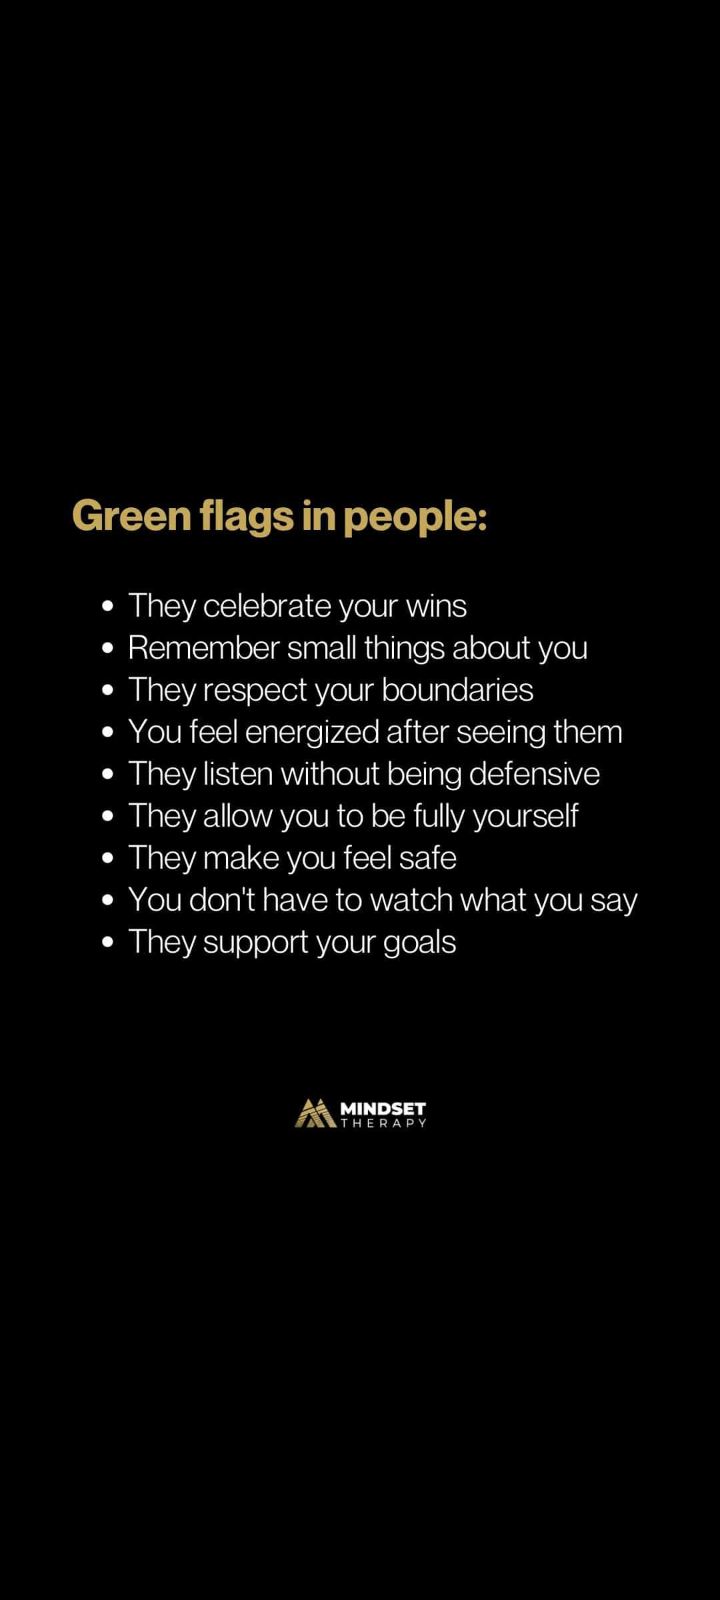 Green flags in people:
• They celebrate your wins
• Remember small things about you
• They respect your boundaries
• You feel energized after seeing them
• They listen without being defensive
• They allow you to be fully yourself
• They make you feel safe
• You don't have to watch what you say
• They support your goals
MINDSET
THERAPY